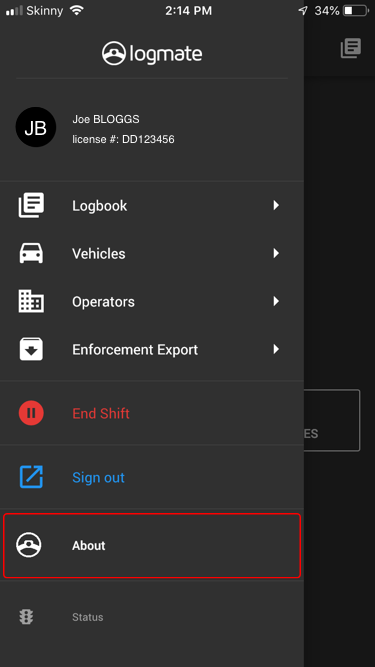 Skinny 2:14 PM 34%
logmate
JB
Joe BLOGGS
license #: DD123456
Logbook
Vehicles
Operators
Enforcement Export
End Shift
ES
Sign out
About
Status